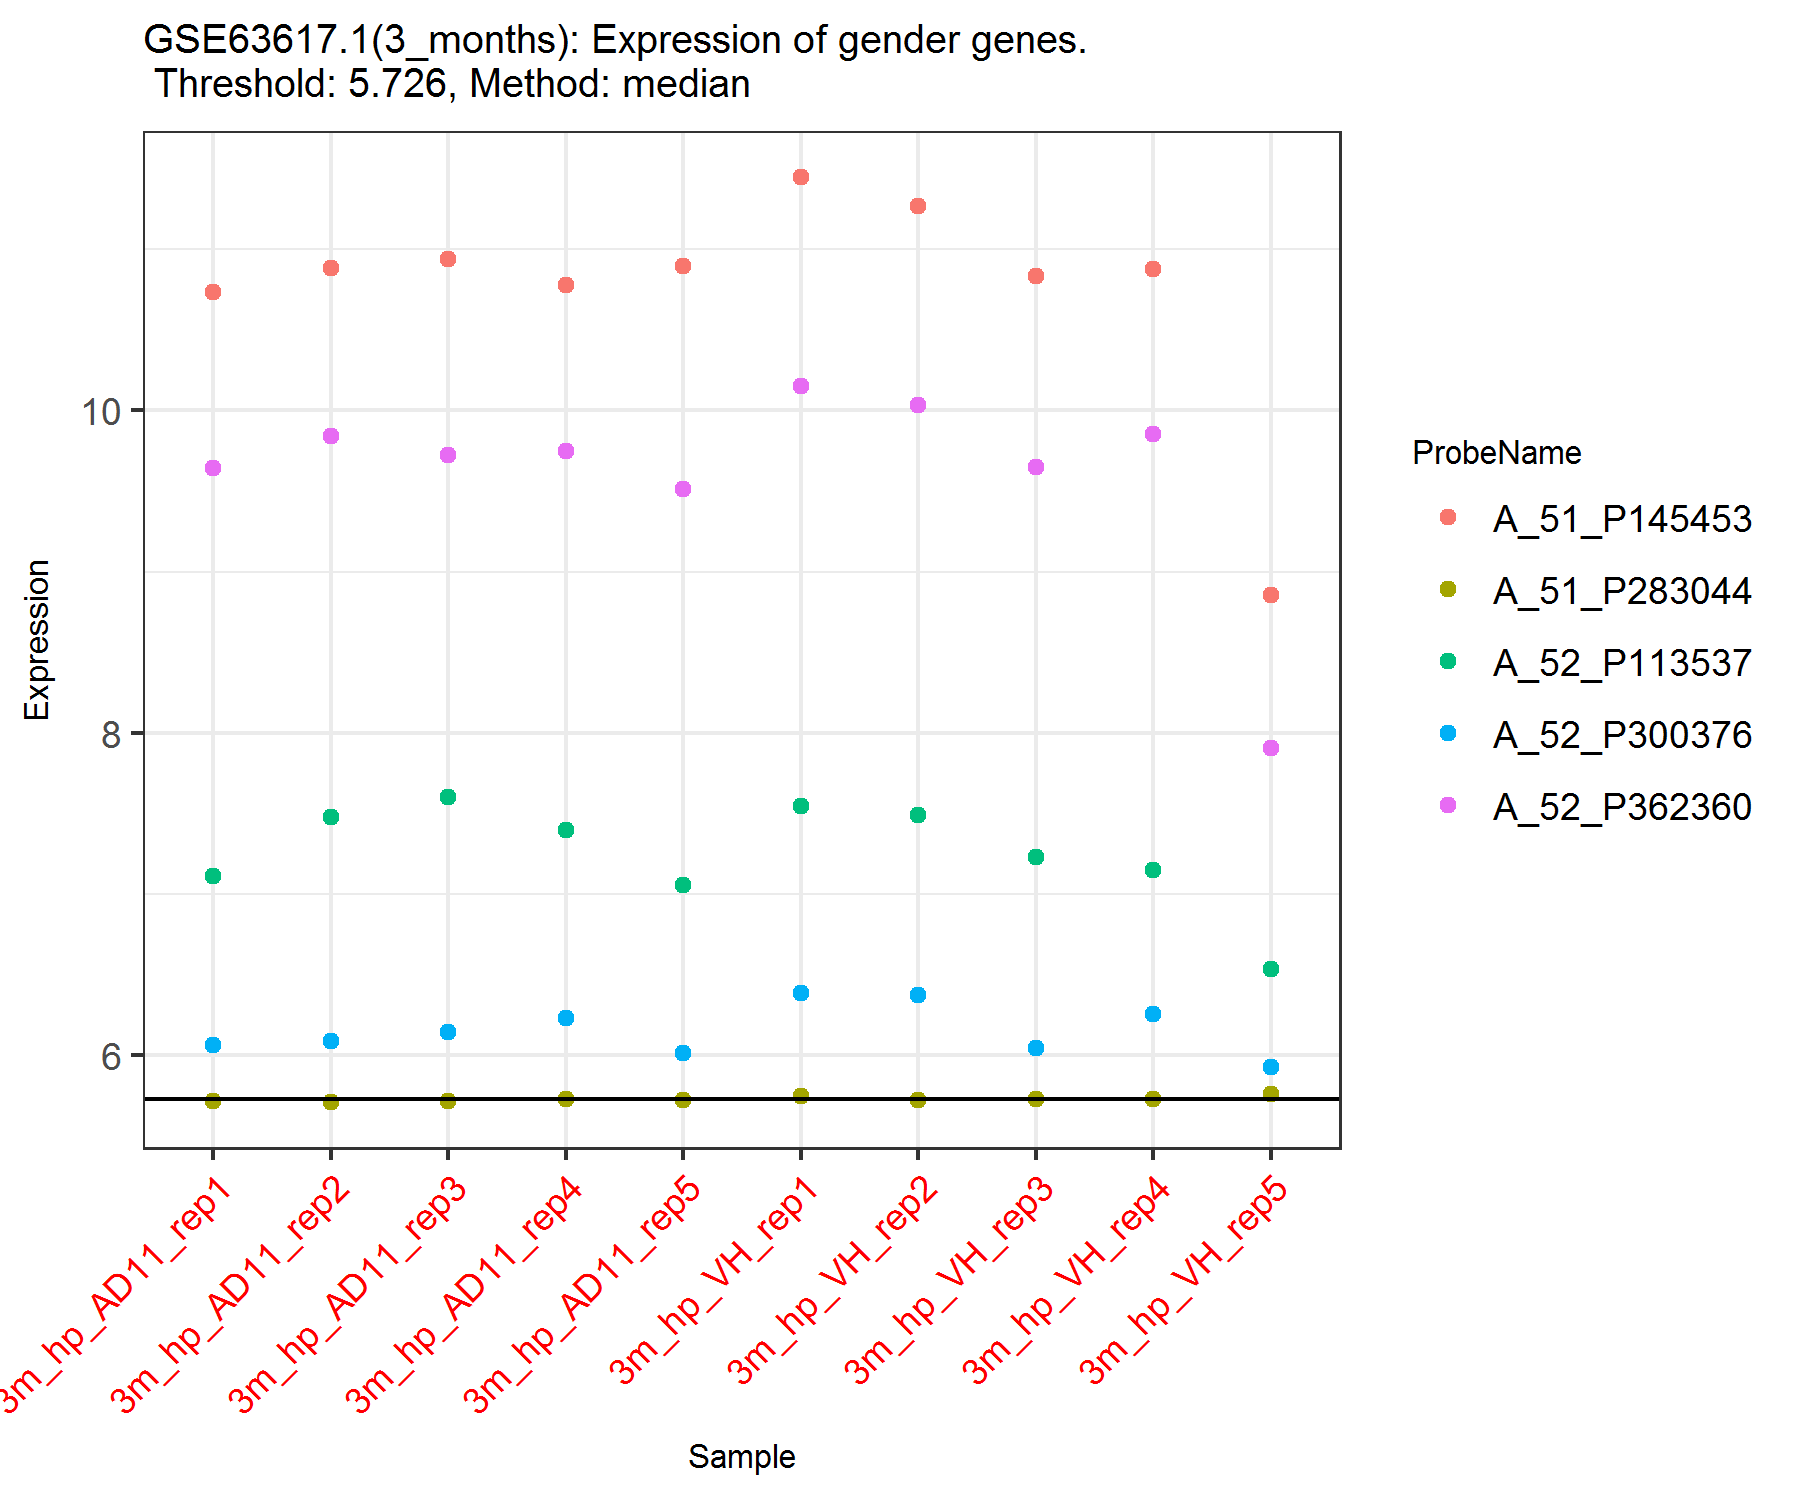 GSE63617.1(3_months): Expression of gender genes.
Threshold: 5.726, Method: median
Expression
10
8
6
3m_hp_AD11_rep1
3m_hp_AD11_rep2
3m_hp_AD11_rep3
3m_hp_AD11_rep4
3m_hp_AD11_rep5
3m_hp_VH_rep1
3m_hp_VH_rep2
3m_hp_VH_rep3
3m_hp_VH_rep4
3m_hp_VH_rep5
Sample
ProbeName
A_51_P145453
A_51_P283044
A_52_P113537
A_52_P300376
A_52_P362360